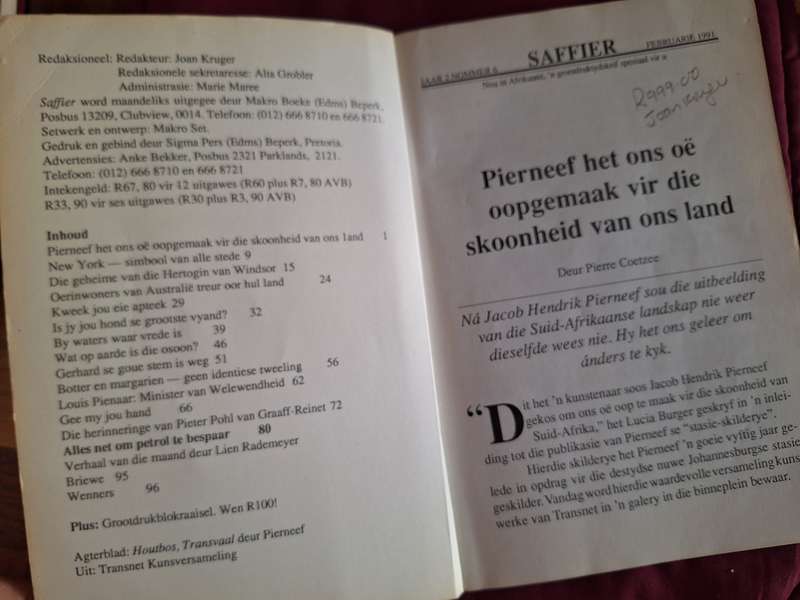 Redaksioneel: Redakteur: Joan Kruger
Redaksionele sekretaresse: Alta Grobler
Administrasie: Marie Maree
Saffier word maandeliks uitgegee deur Makro Boeke (Edms) Beperk,
Posbus 13209, Clubview, 0014. Telefoon: (012) 666 8710 en 666 8721.
Setwerk en ontwerp: Makro Set.
Gedruk en gebind deur Sigma Pers (Edms) Beperk, Pretoria.
Advertensies: Anke Bekker, Posbus 2321 Parklands, 2121.
Telefoon: (012) 666 8710 en 666 8721
Intekengeld: R67, 80 vir 12 uitgawes (R60 plus R7, 80 AVB)
R33, 90 vir ses uitgawes (R30 plus R3, 90 AVB)
Inhoud
Pierneef het ons oë oopgemaak vir die skoonheid van ons land 1
New York — simbool van alle stede 9
Die geheime van die Hertogin van Windsor 15
Oerinwoners van Australië treur oor hul land 24
Kweek jou eie apteek 29
Is jy jou hond se grootste vyand? 32
By waters waar vrede is 39
Wat op aarde is die osoon? 46
Gerhard se goue stem is weg 51
Botter en margarien — geen identiese tweeling 56
Louis Pienaar: Minister van Welewendheid 62
Gee my jou hand 66
Die herinneringe van Pieter Pohl van Graaff-Reinet 72
Alles net om petrol te bespaar 80
Verhaal van die maand deur Lien Rademeyer
Briewe 95
Wenners 96
Plus: Grootdrukblokraaisel. Wen R100!
Agterblad: Houtbos, Transvaal deur Pierneef
Uit: Transnet Kunsversameling
JAAR 2 NOMMER 6 SAFFIER FEBRUARIE 1991
Nou in Afrikaans, 'n grootdruktydskrif spesiaal vir u
R999.00
Joan Kruger
Pierneef het ons oë
oopgemaak vir die
skoonheid van ons land
Deur Pierre Coetzee
Ná Jacob Hendrik Pierneef sou die uitbeelding
van die Suid-Afrikaanse landskap nie weer
dieselfde wees nie. Hy het ons geleer om
ánders te kyk.
“Dit het 'n kunstenaar soos Jacob Hendrik Pierneef
gekos om ons oë oop te maak vir die skoonheid van
Suid-Afrika,” het Lucia Burger geskryf in 'n inlei-
ding tot die publikasie van Pierneef se “stasie-skilderye”.
Hierdie skilderye het Pierneef 'n goeie vyftig jaar ge-
lede in opdrag vir die destydse nuwe Johannesburgse stasie
geskilder. Vandag word hierdie waardevolle versameling kuns
werke van Transnet in 'n galery in die binneplein bewaar.